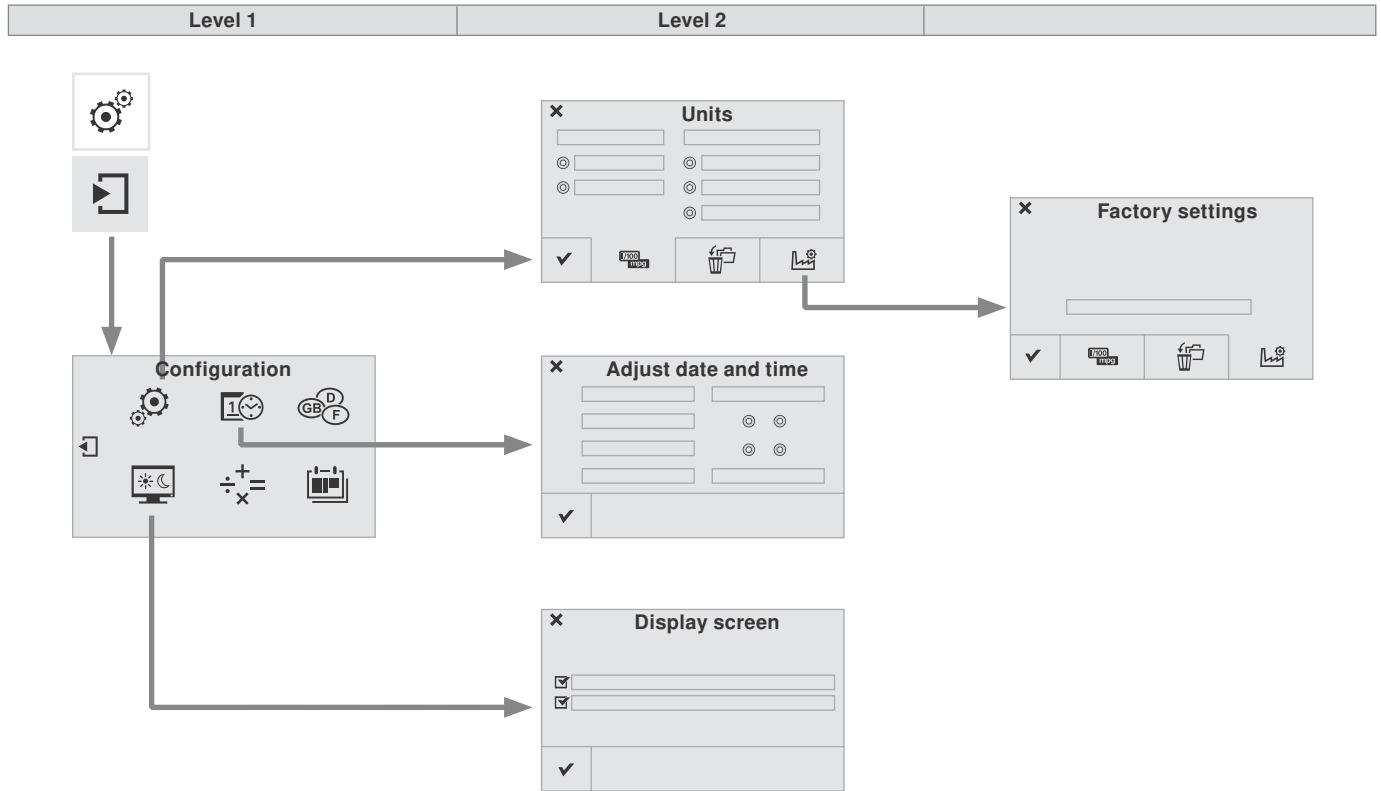 Level 1
Level 2
Units
l/100
mpg
Factory settings
l/100
mpg
Configuration
1
GB
D
F
Adjust date and time
Display screen